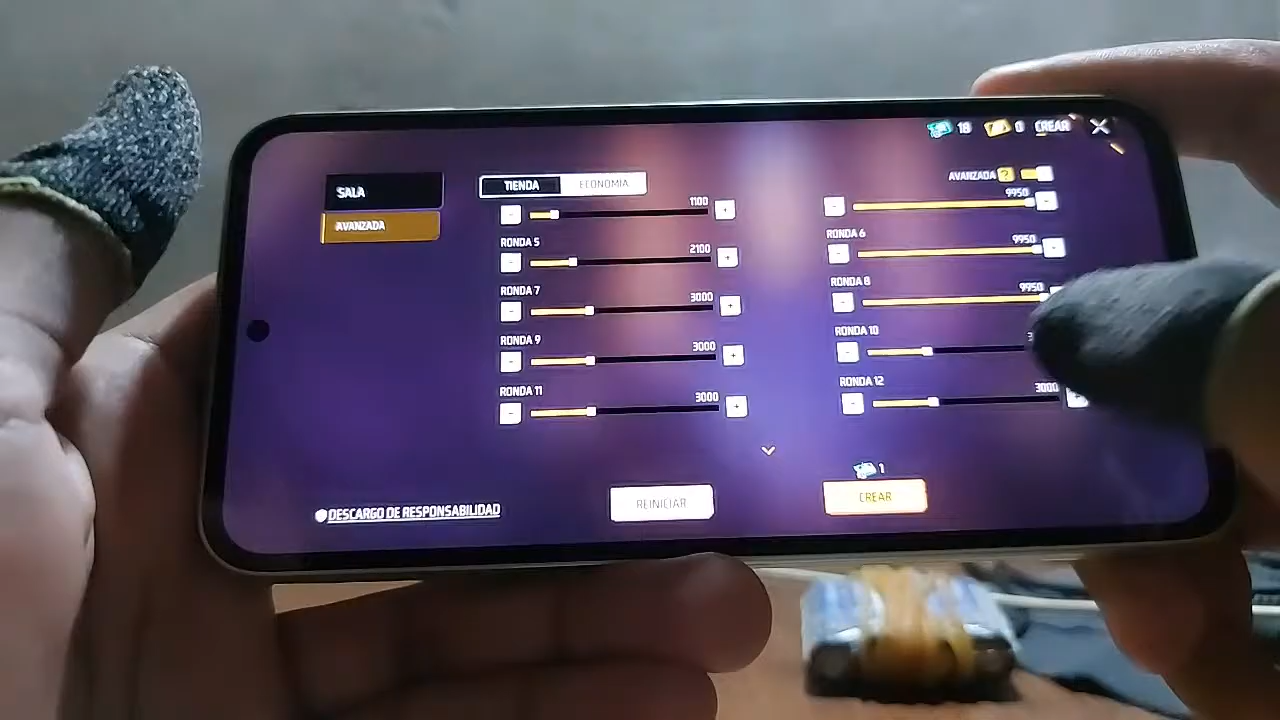 18 0 CREAR
SALA
AVANZADA
TIENDA ECONOMIA
AVANZADA ?
1100
9950
RONDA 5 2100
RONDA 6 9950
RONDA 7 3000
RONDA 8 9950
RONDA 9 3000
RONDA 10
RONDA 11 3000
RONDA 12 3000
1
DESCARGO DE RESPONSABILIDAD
REINICIAR
CREAR